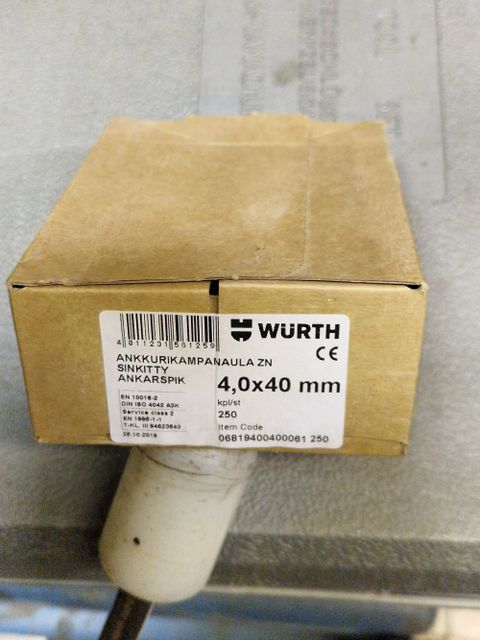 4 011231 561259
WÜRTH
CE
ANKKURIKAMPANAULA ZN
SINKITTY
ANKARSPIK
4,0x40 mm
kpl/st
250
Item Code
06819400400061 250
EN 10016-2
DIN ISO 4042 A3K
Service class 2
EN 1995-1-1
T-KL. III 94623843
26.10.2019